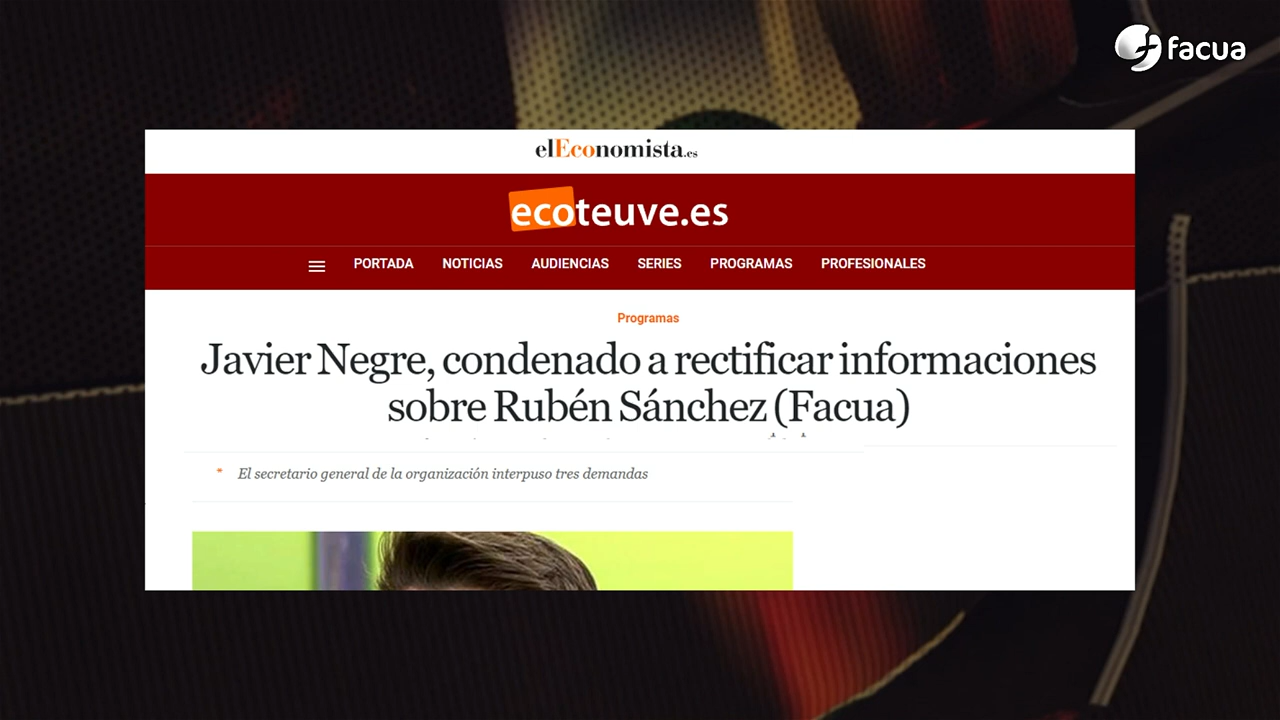 facua
elEconomista.es
ecoteuve.es
PORTADA NOTICIAS AUDIENCIAS SERIES PROGRAMAS PROFESIONALES
Programas
Javier Negre, condenado a rectificar informaciones
sobre Rubén Sánchez (Facua)
* El secretario general de la organización interpuso tres demandas